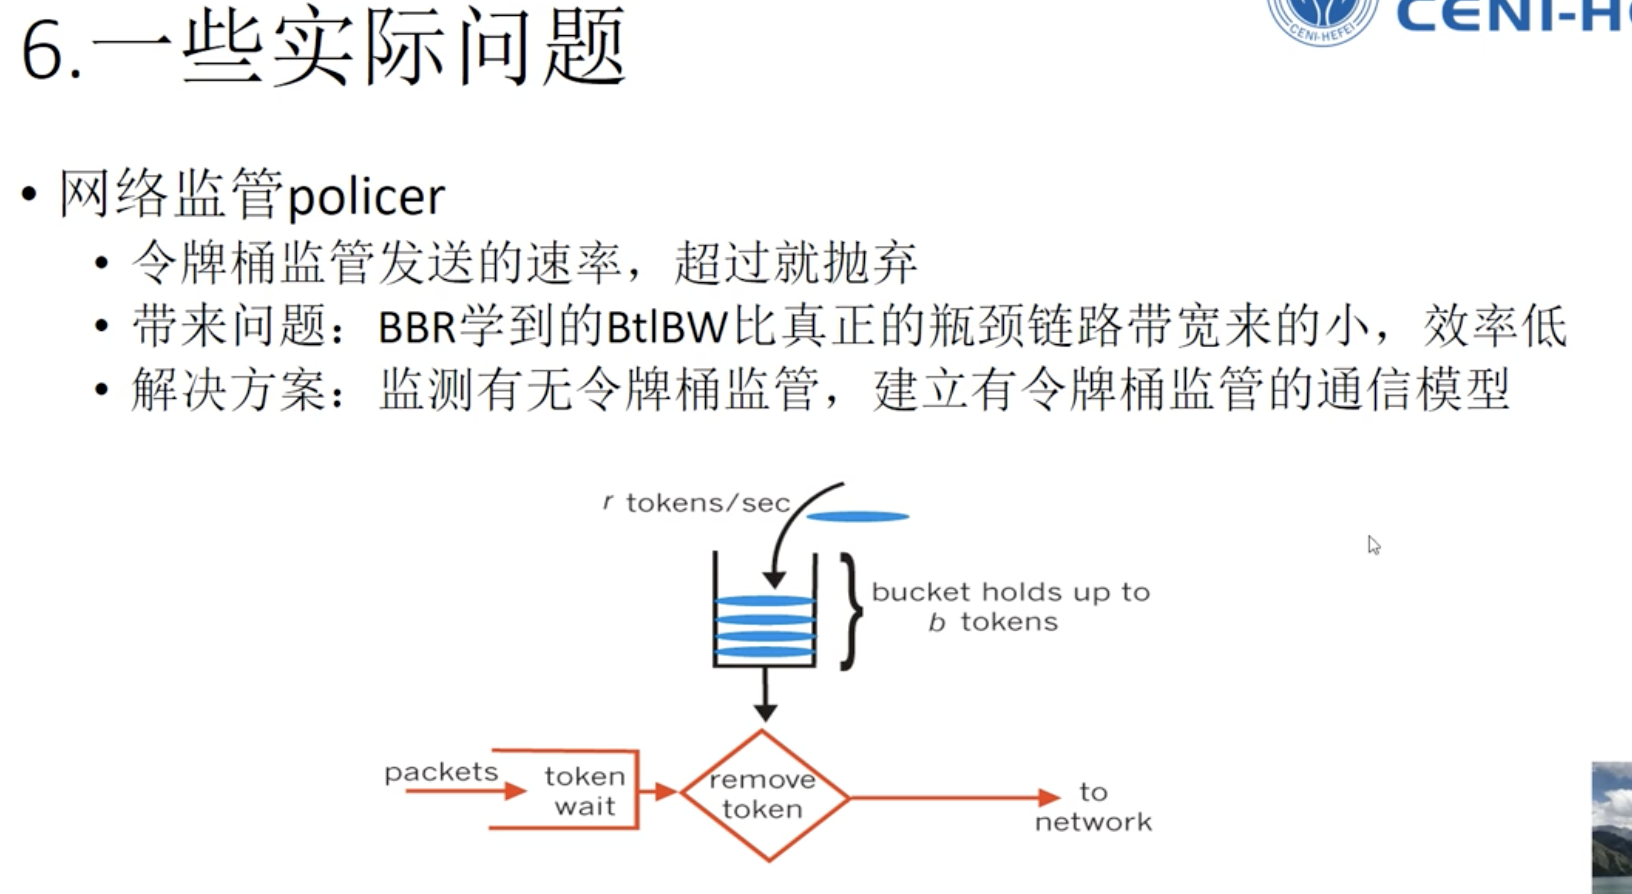 CENI-H
CENI-HEFEI
6.一些实际问题
• 网络监管policer
• 令牌桶监管发送的速率，超过就抛弃
• 带来问题：BBR学到的BtlBW比真正的瓶颈链路带宽来的小，效率低
• 解决方案：监测有无令牌桶监管，建立有令牌桶监管的通信模型
r tokens/sec
bucket holds up to
b tokens
packets
token
wait
remove
token
to
network